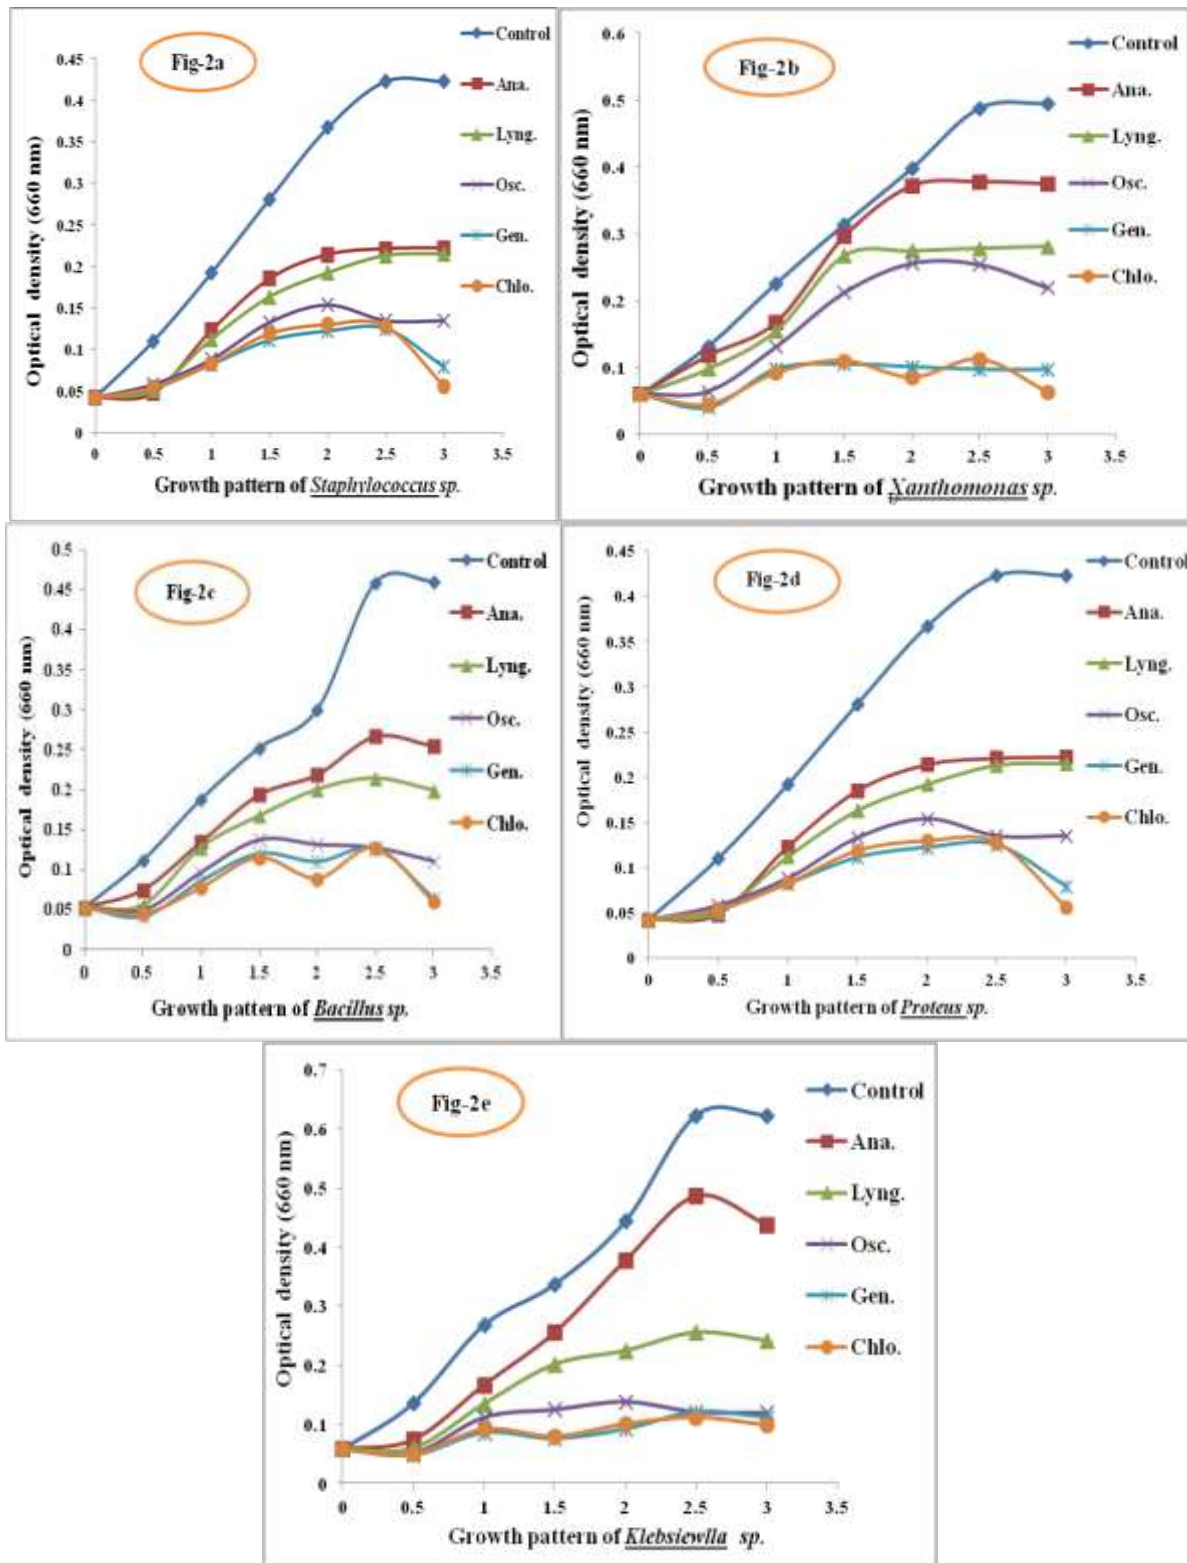 Fig-2a
Control
Ana.
Lyng.
Osc.
Gen.
Chlo.
Optical density (660 nm)
0.45
0.4
0.35
0.3
0.25
0.2
0.15
0.1
0.05
0
0 0.5 1 1.5 2 2.5 3 3.5
Growth pattern of Staphylococcus sp.
Fig-2b
Control
Ana.
Lyng.
Osc.
Gen.
Chlo.
Optical density (660 nm)
0.6
0.5
0.4
0.3
0.2
0.1
0
0 0.5 1 1.5 2 2.5 3 3.5
Growth pattern of Xanthomonas sp.
Fig-2c
Control
Ana.
Lyng.
Osc.
Gen.
Chlo.
Optical density (660 nm)
0.5
0.45
0.4
0.35
0.3
0.25
0.2
0.15
0.1
0.05
0
0 0.5 1 1.5 2 2.5 3 3.5
Growth pattern of Bacillus sp.
Fig-2d
Control
Ana.
Lyng.
Osc.
Gen.
Chlo.
Optical density (660 nm)
0.45
0.4
0.35
0.3
0.25
0.2
0.15
0.1
0.05
0
0 0.5 1 1.5 2 2.5 3 3.5
Growth pattern of Proteus sp.
Fig-2e
Control
Ana.
Lyng.
Osc.
Gen.
Chlo.
Optical density (660 nm)
0.7
0.6
0.5
0.4
0.3
0.2
0.1
0
0 0.5 1 1.5 2 2.5 3 3.5
Growth pattern of Klebsiewlla sp.